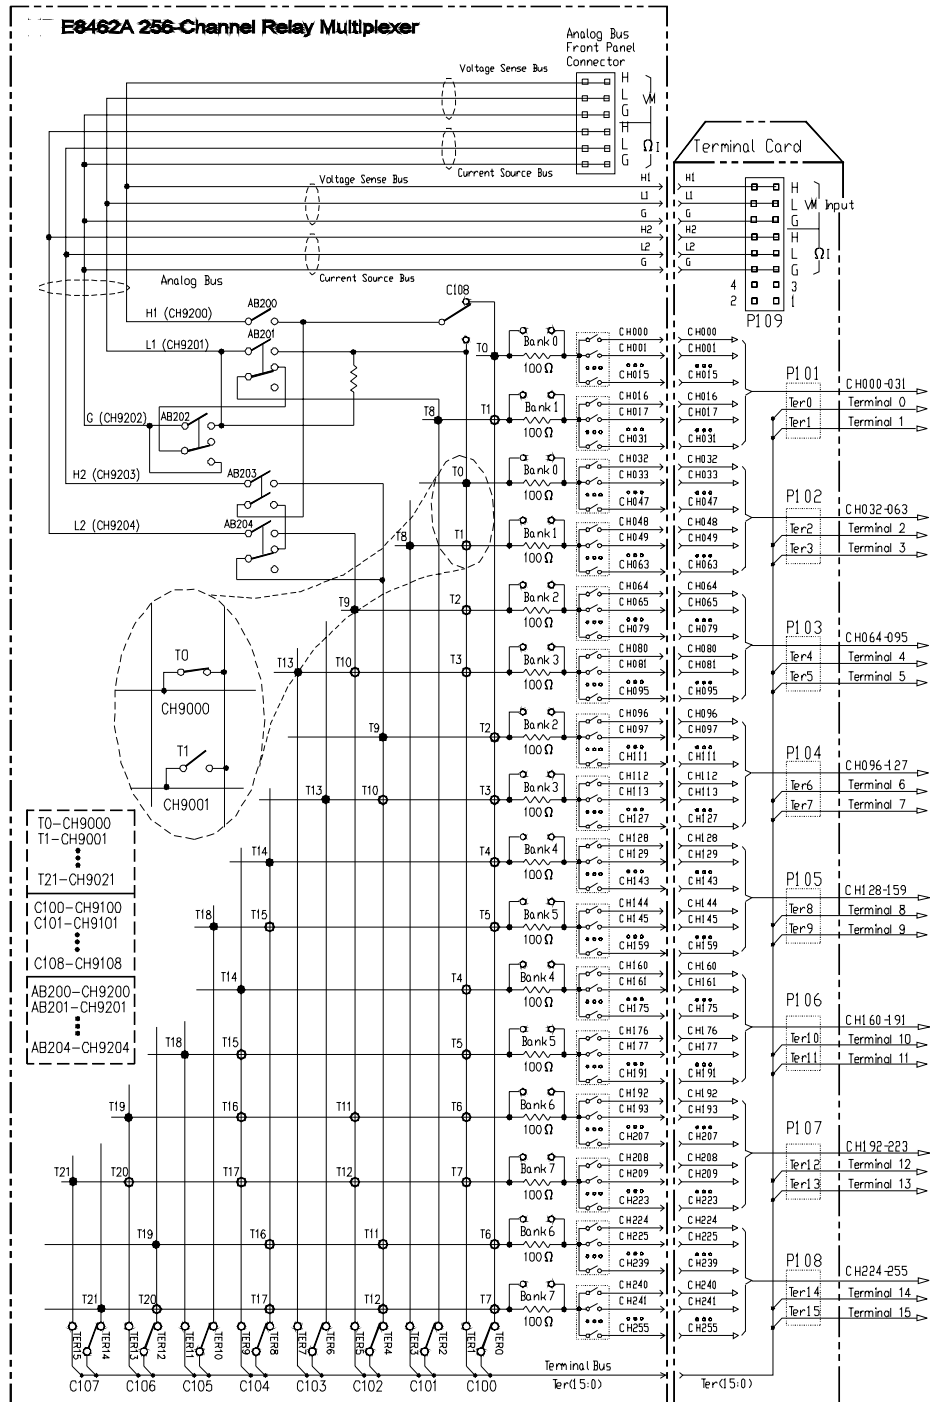 E8462A 256-Channel Relay Multiplexer
Analog Bus
Front Panel
Connector
Voltage Sense Bus
H
L
G
VM
H
L
G
ΩI
Current Source Bus
Terminal Card
Voltage Sense Bus
H1
L1
G
H2
L2
G
H1
L1
G
H2
L2
G
H
L
G
VM Input
H
L
G
ΩI
4 3
2 1
P109
Current Source Bus
Analog Bus
C108
H1 (CH9200)
AB200
L1 (CH9201)
AB201
G (CH9202)
AB202
H2 (CH9203)
AB203
L2 (CH9204)
AB204
T0
Bank 0
100Ω
CH000 CH000
CH001 CH001
CH015 CH015
T8 T1
Bank 1
100Ω
CH016 CH016
CH017 CH017
CH031 CH031
P101
CH000-031
Ter0 Terminal 0
Ter1 Terminal 1
T0
Bank 0
100Ω
CH032 CH032
CH033 CH033
CH047 CH047
T8 T1
Bank 1
100Ω
CH048 CH048
CH049 CH049
CH063 CH063
P102
CH032-063
Ter2 Terminal 2
Ter3 Terminal 3
T9 T2
Bank 2
100Ω
CH064 CH064
CH065 CH065
CH079 CH079
T13 T10 T3
Bank 3
100Ω
CH080 CH080
CH081 CH081
CH095 CH095
P103
CH064-095
Ter4 Terminal 4
Ter5 Terminal 5
T0
CH9000
T1
CH9001
T9 T2
Bank 2
100Ω
CH096 CH096
CH097 CH097
CH111 CH111
T13 T10 T3
Bank 3
100Ω
CH112 CH112
CH113 CH113
CH127 CH127
P104
CH096-127
Ter6 Terminal 6
Ter7 Terminal 7
T0-CH9000
T1-CH9001
T21-CH9021
C100-CH9100
C101-CH9101
C108-CH9108
AB200-CH9200
AB201-CH9201
AB204-CH9204
T14 T4
Bank 4
100Ω
CH128 CH128
CH129 CH129
CH143 CH143
T18 T15 T5
Bank 5
100Ω
CH144 CH144
CH145 CH145
CH159 CH159
P105
CH128-159
Ter8 Terminal 8
Ter9 Terminal 9
T14 T4
Bank 4
100Ω
CH160 CH160
CH161 CH161
CH175 CH175
T18 T15 T5
Bank 5
100Ω
CH176 CH176
CH177 CH177
CH191 CH191
P106
CH160-191
Ter10 Terminal 10
Ter11 Terminal 11
T19 T16 T11 T6
Bank 6
100Ω
CH192 CH192
CH193 CH193
CH207 CH207
T21 T20 T17 T12 T7
Bank 7
100Ω
CH208 CH208
CH209 CH209
CH223 CH223
P107
CH192-223
Ter12 Terminal 12
Ter13 Terminal 13
T19 T16 T11 T6
Bank 6
100Ω
CH224 CH224
CH225 CH225
CH239 CH239
T21 T20 T17 T12 T7
Bank 7
100Ω
CH240 CH240
CH241 CH241
CH255 CH255
P108
CH224-255
Ter14 Terminal 14
Ter15 Terminal 15
TER15 TER14 TER13 TER12 TER11 TER10 TER9 TER8 TER7 TER6 TER5 TER4 TER3 TER2 TER1 TER0
C107 C106 C105 C104 C103 C102 C101 C100
Terminal Bus
Ter(15:0) Ter(15:0)